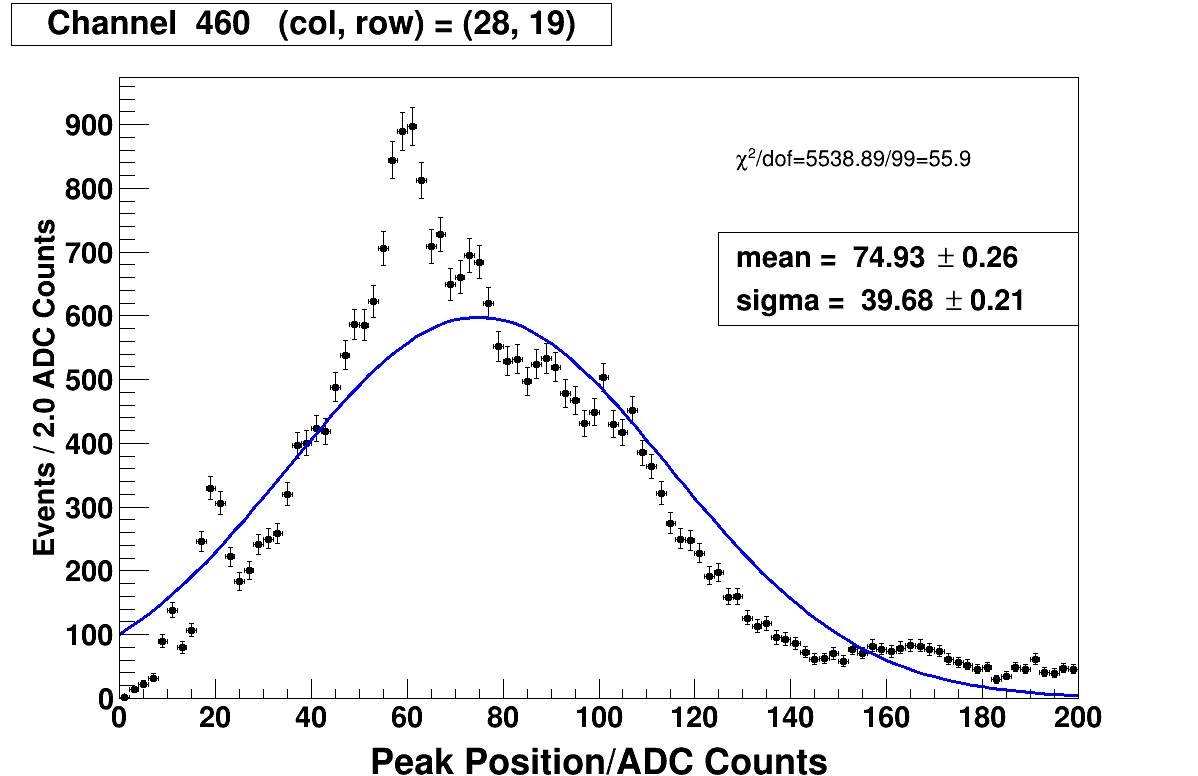 Channel 460 (col, row) = (28, 19)
χ²/dof=5538.89/99=55.9
mean = 74.93 ± 0.26
sigma = 39.68 ± 0.21
Events / 2.0 ADC Counts
900
800
700
600
500
400
300
200
100
0
0 20 40 60 80 100 120 140 160 180 200
Peak Position/ADC Counts